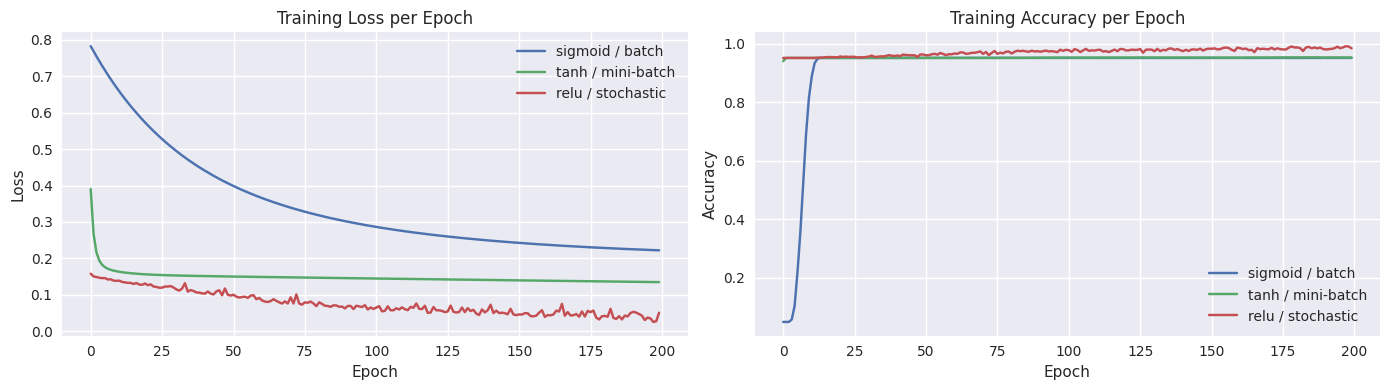 Training Loss per Epoch
0.8
0.7
0.6
0.5
0.4
0.3
0.2
0.1
0.0
Loss
sigmoid / batch
tanh / mini-batch
relu / stochastic
0 25 50 75 100 125 150 175 200
Epoch
Training Accuracy per Epoch
1.0
0.8
0.6
0.4
0.2
Accuracy
sigmoid / batch
tanh / mini-batch
relu / stochastic
0 25 50 75 100 125 150 175 200
Epoch